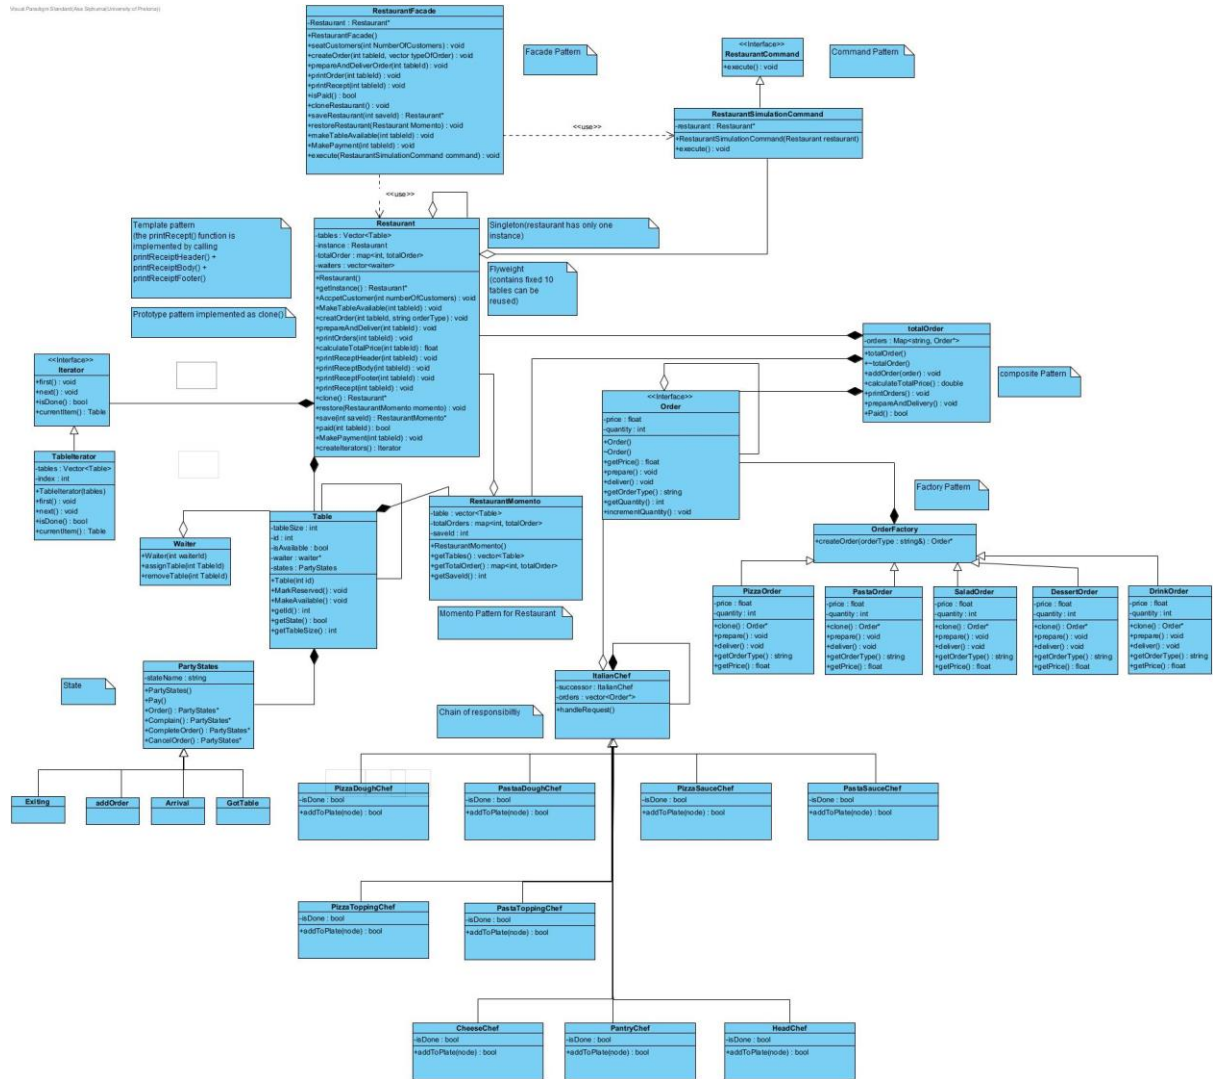 Visual Paradigm Standard(Ilse Siphumal(University of Pretoria))
RestaurantFacade
-Restaurant : Restaurant*
+RestaurantFacade()
+seatCustomers(int NumberOfCustomers) : void
+createOrder(int tableId, vector typeOfOrder) : void
+prepareAndDeliverOrder(int tableId) : void
+printOrder(int tableId) : void
+printRecept(int tableId) : void
+isPaid() : bool
+cloneRestaurant() : void
+saveRestaurant(int saveId) : Restaurant*
+restoreRestaurant(Restaurant Momento) : void
+makeTableAvailable(int tableId) : void
+MakePayment(int tableId) : void
+execute(RestaurantSimulationCommand command) : void
Facade Pattern
<<Interface>>
RestaurantCommand
+execute() : void
Command Pattern
<<use>>
RestaurantSimulationCommand
-restaurant : Restaurant*
+RestaurantSimulationCommand(Restaurant restaurant)
+execute() : void
<<use>>
Template pattern
(the printRecept() function is
implemented by calling
printReceiptHeader() +
printReceiptBody() +
printReceiptFooter()
Prototype pattern implemented as clone()
Restaurant
-tables : Vector<Table>
-instance : Restaurant
-totalOrder : map<int, totalOrder>
-waiters : vector<waiter>
+Restaurant()
+getInstance() : Restaurant*
+AccpetCustomer(int numberOfCustomers) : void
+MakeTableAvailable(int tableId) : void
+creatOrder(int tableId, string orderType) : void
+prepareAndDeliver(int tableId) : void
+printOrders(int tableId) : void
+calculateTotalPrice(int tableId) : float
+printReceptHeader(int tableId) : void
+printReceptBody(int tableId) : void
+printReceptFooter(int tableId) : void
+printRecept(int tableId) : void
+clone() : Restaurant*
+restore(RestaurantMomento momento) : void
+save(int saveId) : RestaurantMomento*
+paid(int tableId) : bool
+MakePayment(int tableId) : void
+createIterators() : Iterator
Singleton(restaurant has only one
instance)
Flyweight
(contains fixed 10
tables can be
reused)
totalOrder
-orders : Map<string, Order*>
+totalOrder()
+~totalOrder()
+addOrder(order) : void
+calculateTotalPrice() : double
+printOrders() : void
+prepareAndDelivery() : void
+Paid() : bool
composite Pattern
<<Interface>>
Iterator
+first() : void
+next() : void
+isDone() : bool
+currentItem() : Table
TableIterator
-tables : Vector<Table>
-index : int
+TableIterator(tables)
+first() : void
+next() : void
+isDone() : bool
+currentItem() : Table
<<Interface>>
Order
-price : float
-quantity : int
+Order()
~Order()
+getPrice() : float
+prepare() : void
+deliver() : void
+getOrderType() : string
+getQuantity() : int
+incrementQuantity() : void
Factory Pattern
OrderFactory
+createOrder(orderType : string&) : Order*
Waiter
+Waiter(int waiterId)
+assignTable(int TableId)
+removeTable(int TableId)
Table
-tableSize : int
-id : int
-isAvailable : bool
-waiter : waiter*
-states : PartyStates
+Table(int id)
+MarkReserved() : void
+MakeAvailable() : void
+getId() : int
+getState() : bool
+getTableSize() : int
RestaurantMomento
-table : vector<Table>
-totalOrders : map<int, totalOrder>
-saveId : int
+RestaurantMomento()
+getTables() : vector<Table>
+getTotalOrder() : map<int, totalOrder>
+getSaveId() : int
Momento Pattern for Restaurant
PizzaOrder
-price : float
-quantity : int
+clone() : Order*
+prepare() : void
+deliver() : void
+getOrderType() : string
+getPrice() : float
PastaOrder
-price : float
-quantity : int
+clone() : Order*
+prepare() : void
+deliver() : void
+getOrderType() : string
+getPrice() : float
SaladOrder
-price : float
-quantity : int
+clone() : Order*
+prepare() : void
+deliver() : void
+getOrderType() : string
+getPrice() : float
DessertOrder
-price : float
-quantity : int
+clone() : Order*
+prepare() : void
+deliver() : void
+getOrderType() : string
+getPrice() : float
DrinkOrder
-price : float
-quantity : int
+clone() : Order*
+prepare() : void
+deliver() : void
+getOrderType() : string
+getPrice() : float
State
PartyStates
-stateName : string
+PartyStates()
+Pay()
+Order() : PartyStates*
+Complain() : PartyStates*
+CompleteOrder() : PartyStates*
+CancelOrder() : PartyStates*
Chain of responsibiltiy
ItalianChef
-successor : ItalianChef
-orders : vector<Order*>
+handleRequest()
Exiting
addOrder
Arrival
GotTable
PizzaDoughChef
-isDone : bool
+addToPlate(node) : bool
PastaaDoughChef
-isDone : bool
+addToPlate(node) : bool
PizzaSauceChef
-isDone : bool
+addToPlate(node) : bool
PastaSauceChef
-isDone : bool
+addToPlate(node) : bool
PizzaToppingChef
-isDone : bool
+addToPlate(node) : bool
PastaToppingChef
-isDone : bool
+addToPlate(node) : bool
CheeseChef
-isDone : bool
+addToPlate(node) : bool
PantryChef
-isDone : bool
+addToPlate(node) : bool
HeadChef
-isDone : bool
+addToPlate(node) : bool